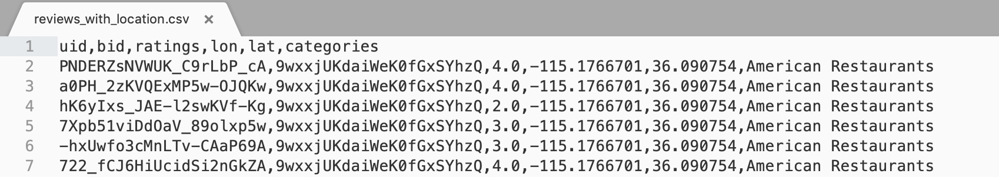 reviews_with_location.csv ×
1 uid,bid,ratings,lon,lat,categories
2 PNDERZsNVWUK_C9rLbP_cA,9wxxjUKdaiWeK0fGxSYhzQ,4.0,-115.1766701,36.090754,American Restaurants
3 a0PH_2zKVQExMP5w-OJQKw,9wxxjUKdaiWeK0fGxSYhzQ,4.0,-115.1766701,36.090754,American Restaurants
4 hK6yIxs_JAE-l2swKVf-Kg,9wxxjUKdaiWeK0fGxSYhzQ,2.0,-115.1766701,36.090754,American Restaurants
5 7Xpb51viDdOaV_89olxp5w,9wxxjUKdaiWeK0fGxSYhzQ,3.0,-115.1766701,36.090754,American Restaurants
6 -hxUwfo3cMnLTv-CAaP69A,9wxxjUKdaiWeK0fGxSYhzQ,3.0,-115.1766701,36.090754,American Restaurants
7 722_fCJ6HiUcidSi2nGkZA,9wxxjUKdaiWeK0fGxSYhzQ,4.0,-115.1766701,36.090754,American Restaurants